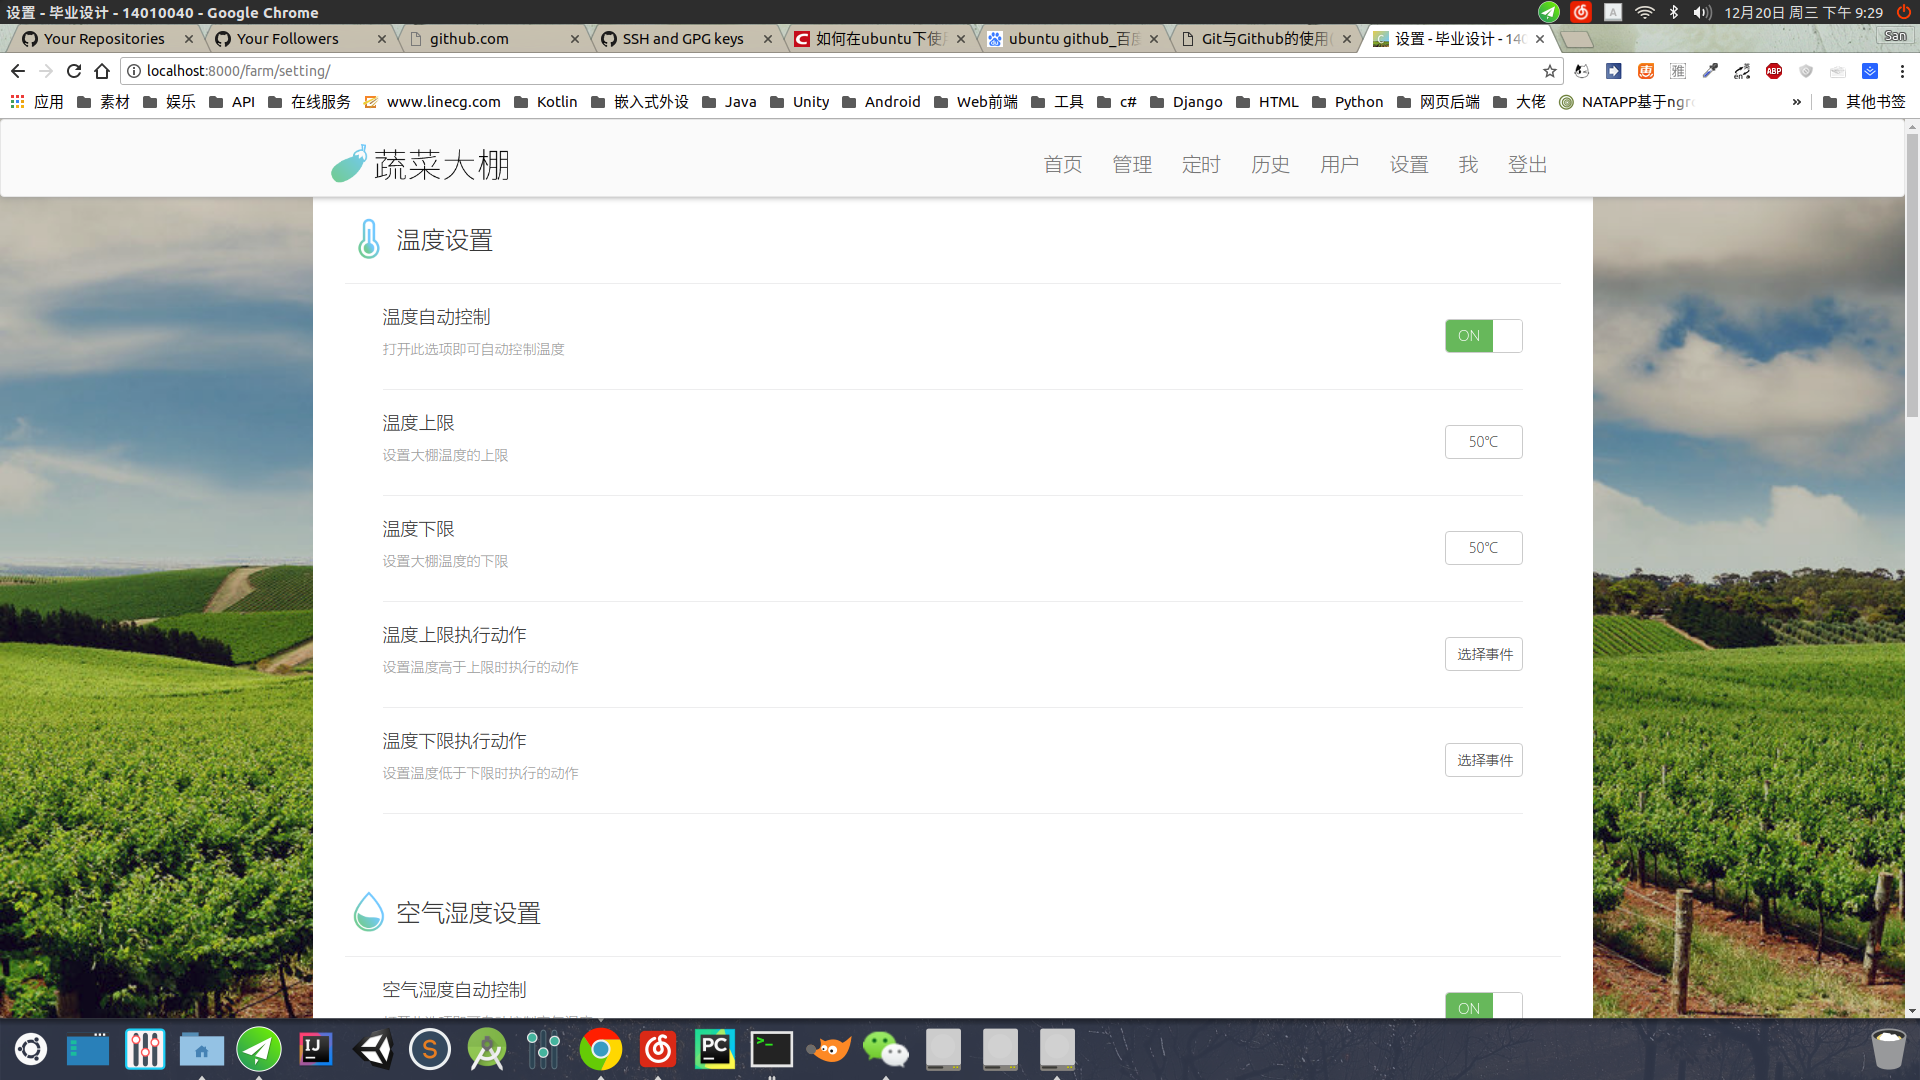 设置 - 毕业设计 - 14010040 - Google Chrome
12月20日 周三 下午 9:29
Your Repositories
Your Followers
github.com
SSH and GPG keys
如何在ubuntu下使
ubuntu github_百
Git与Github的使用
设置 - 毕业设计 - 140
San
localhost:8000/farm/setting/
应用 素材 娱乐 API 在线服务 www.linecg.com Kotlin 嵌入式外设 Java Unity Android Web前端 工具 c# Django HTML Python 网页后端 大佬 NATAPP基于ngr » 其他书签
蔬菜大棚
首页 管理 定时 历史 用户 设置 我 登出
温度设置
温度自动控制
打开此选项即可自动控制温度
ON
温度上限
设置大棚温度的上限
50℃
温度下限
设置大棚温度的下限
50℃
温度上限执行动作
设置温度高于上限时执行的动作
选择事件
温度下限执行动作
设置温度低于下限时执行的动作
选择事件
空气湿度设置
空气湿度自动控制
ON